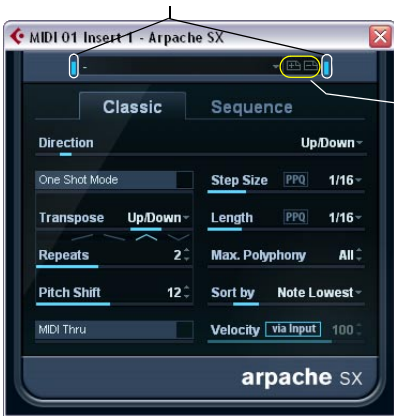 MIDI 01 Insert 1 - Arpache SX
-
Classic Sequence
Direction Up/Down
One Shot Mode Step Size PPQ 1/16
Transpose Up/Down Length PPQ 1/16
Repeats 2 Max. Polyphony All
Pitch Shift 12 Sort by Note Lowest
MIDI Thru Velocity via Input 100
arpache SX